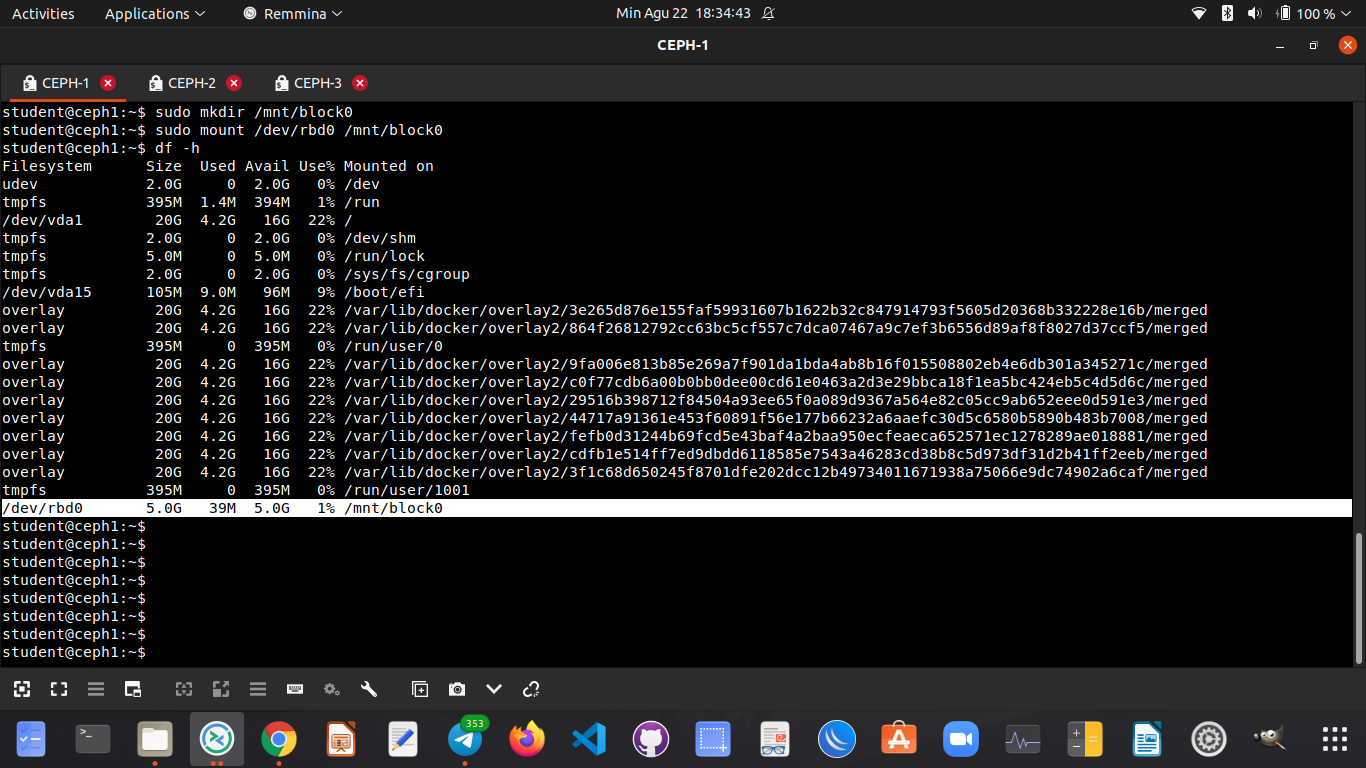 Activities Applications Remmina Min Agu 22 18:34:43 100 %
CEPH-1
CEPH-1 CEPH-2 CEPH-3
student@ceph1:~$ sudo mkdir /mnt/block0
student@ceph1:~$ sudo mount /dev/rbd0 /mnt/block0
student@ceph1:~$ df -h
Filesystem      Size  Used Avail Use% Mounted on
udev            2.0G     0  2.0G   0% /dev
tmpfs           395M  1.4M  394M   1% /run
/dev/vda1        20G  4.2G   16G  22% /
tmpfs           2.0G     0  2.0G   0% /dev/shm
tmpfs           5.0M     0  5.0M   0% /run/lock
tmpfs           2.0G     0  2.0G   0% /sys/fs/cgroup
/dev/vda15      105M  9.0M   96M   9% /boot/efi
overlay          20G  4.2G   16G  22% /var/lib/docker/overlay2/3e265d876e155faf59931607b1622b32c847914793f5605d20368b332228e16b/merged
overlay          20G  4.2G   16G  22% /var/lib/docker/overlay2/864f26812792cc63bc5cf557c7dca07467a9c7ef3b6556d89af8f8027d37ccf5/merged
tmpfs           395M     0  395M   0% /run/user/0
overlay          20G  4.2G   16G  22% /var/lib/docker/overlay2/9fa006e813b85e269a7f901da1bda4ab8b16f015508802eb4e6db301a345271c/merged
overlay          20G  4.2G   16G  22% /var/lib/docker/overlay2/c0f77cdb6a00b0bb0dee00cd61e0463a2d3e29bbca18f1ea5bc424eb5c4d5d6c/merged
overlay          20G  4.2G   16G  22% /var/lib/docker/overlay2/29516b398712f84504a93ee65f0a089d9367a564e82c05cc9ab652eee0d591e3/merged
overlay          20G  4.2G   16G  22% /var/lib/docker/overlay2/44717a91361e453f60891f56e177b66232a6aaefc30d5c6580b5890b483b7008/merged
overlay          20G  4.2G   16G  22% /var/lib/docker/overlay2/fefb0d31244b69fcd5e43baf4a2baa950ecfeaeca652571ec1278289ae018881/merged
overlay          20G  4.2G   16G  22% /var/lib/docker/overlay2/cdfb1e514ff7ed9dbdd6118585e7543a46283cd38b8c5d973df31d2b41ff2eeb/merged
overlay          20G  4.2G   16G  22% /var/lib/docker/overlay2/3f1c68d650245f8701dfe202dcc12b49734011671938a75066e9dc74902a6caf/merged
tmpfs           395M     0  395M   0% /run/user/1001
/dev/rbd0       5.0G   39M  5.0G   1% /mnt/block0
student@ceph1:~$
student@ceph1:~$
student@ceph1:~$
student@ceph1:~$
student@ceph1:~$
student@ceph1:~$
student@ceph1:~$
student@ceph1:~$
353